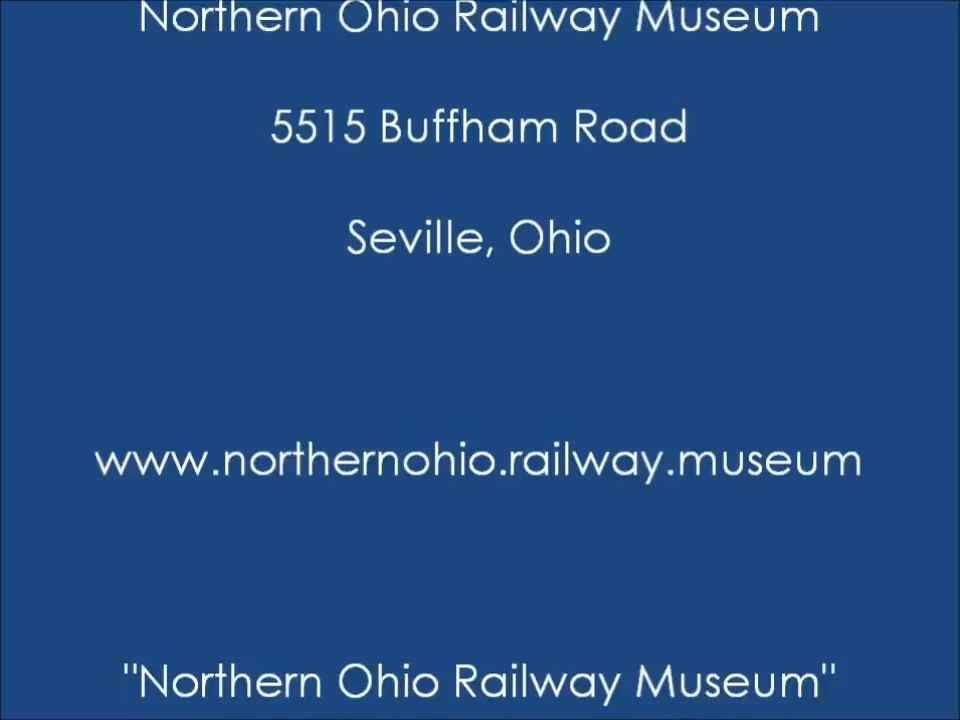 Northern Ohio Railway Museum
5515 Buffham Road
Seville, Ohio
www.northernohio.railway.museum
"Northern Ohio Railway Museum"